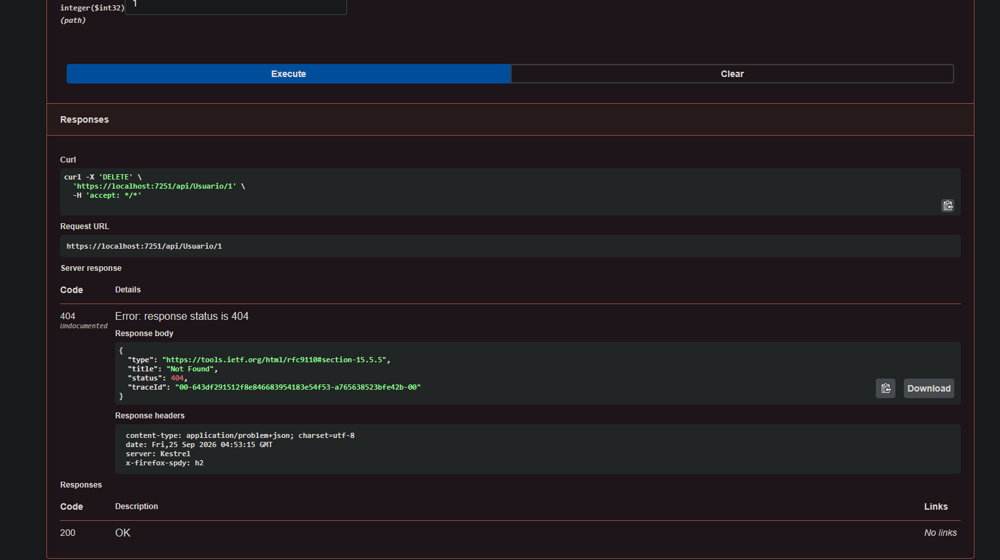 integer($int32)
1
(path)
Execute
Clear
Responses
Curl
curl -X 'DELETE' \
  'https://localhost:7251/api/Usuario/1' \
  -H 'accept: */*'
Request URL
https://localhost:7251/api/Usuario/1
Server response
Code Details
404
Undocumented
Error: response status is 404
Response body
{
  "type": "https://tools.ietf.org/html/rfc9110#section-15.5.5",
  "title": "Not Found",
  "status": 404,
  "traceId": "00-643df291512f8e846683954183e54f53-a765638523bfe42b-00"
}
Download
Response headers
content-type: application/problem+json; charset=utf-8
date: Fri,25 Sep 2026 04:53:15 GMT
server: Kestrel
x-firefox-spdy: h2
Responses
Code Description Links
200 OK No links